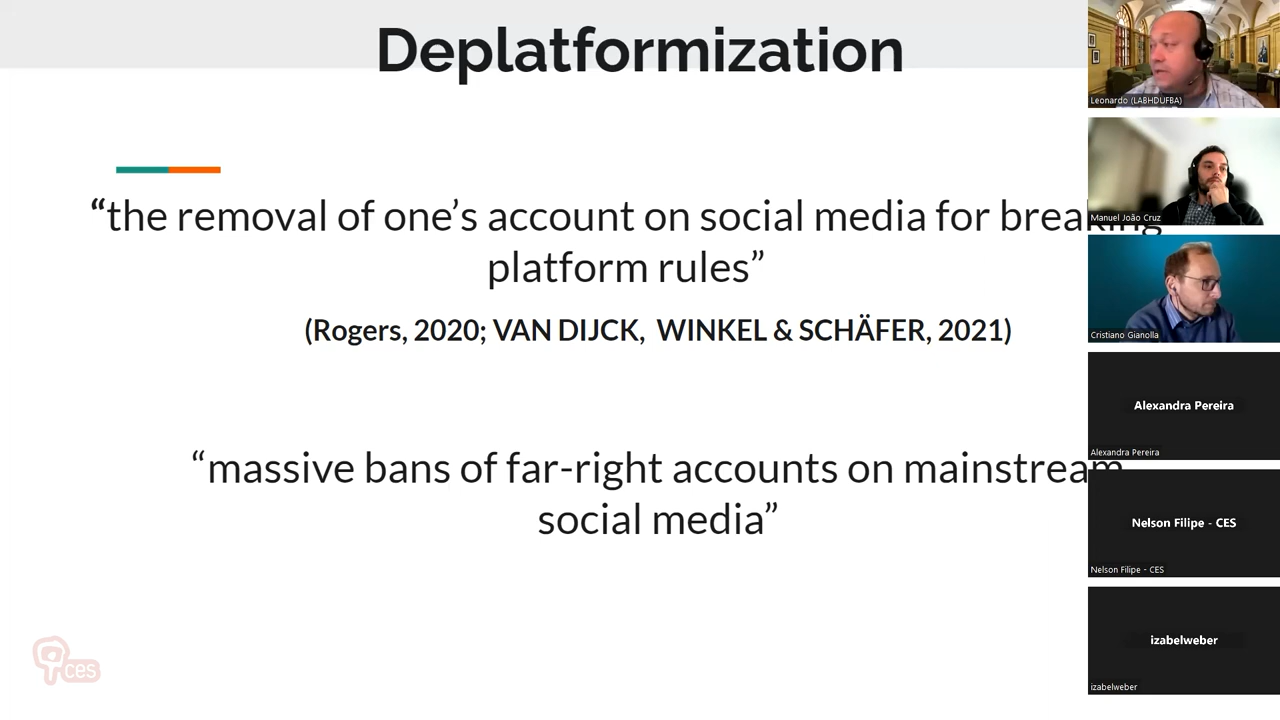 Deplatformization
“the removal of one’s account on social media for breaking
platform rules”
(Rogers, 2020; VAN DIJCK, WINKEL & SCHÄFER, 2021)
“massive bans of far-right accounts on mainstream
social media”
ces
Leonardo (LABHDUFBA)
Manuel João Cruz
Cristiano Gianolla
Alexandra Pereira
Alexandra Pereira
Nelson Filipe - CES
Nelson Filipe - CES
izabelweber
izabelweber